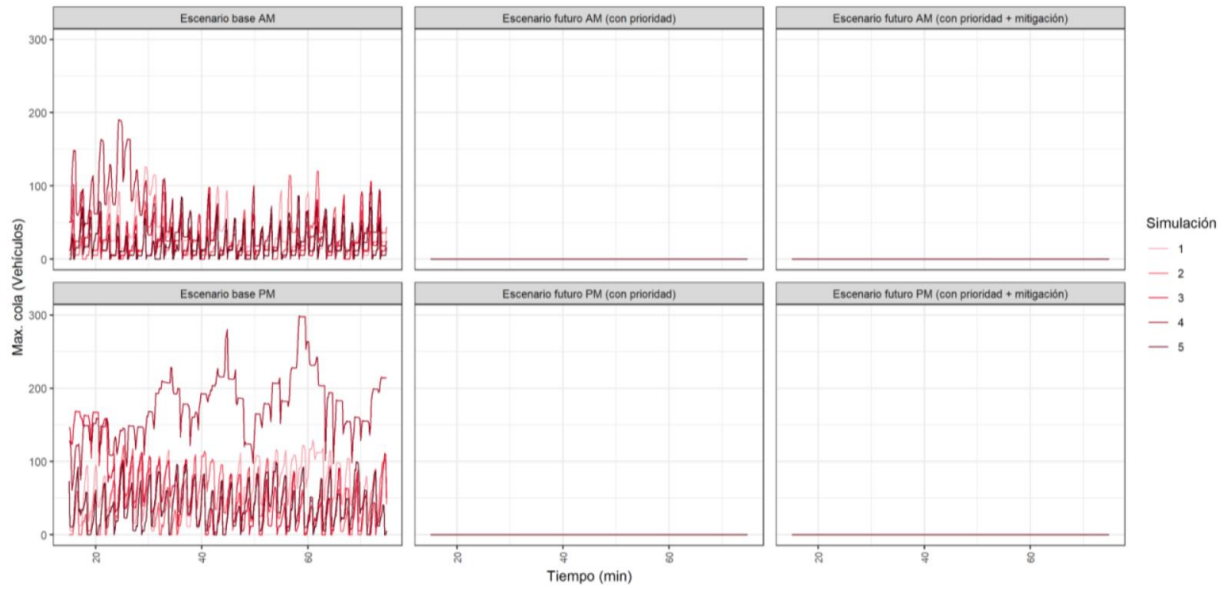 Escenario base AM
Escenario futuro AM (con prioridad)
Escenario futuro AM (con prioridad + mitigación)
300
200
100
0
Max. cola (Vehículos)
Escenario base PM
Escenario futuro PM (con prioridad)
Escenario futuro PM (con prioridad + mitigación)
300
200
100
0
20 40 60
20 40 60
20 40 60
Tiempo (min)
Simulación
1
2
3
4
5